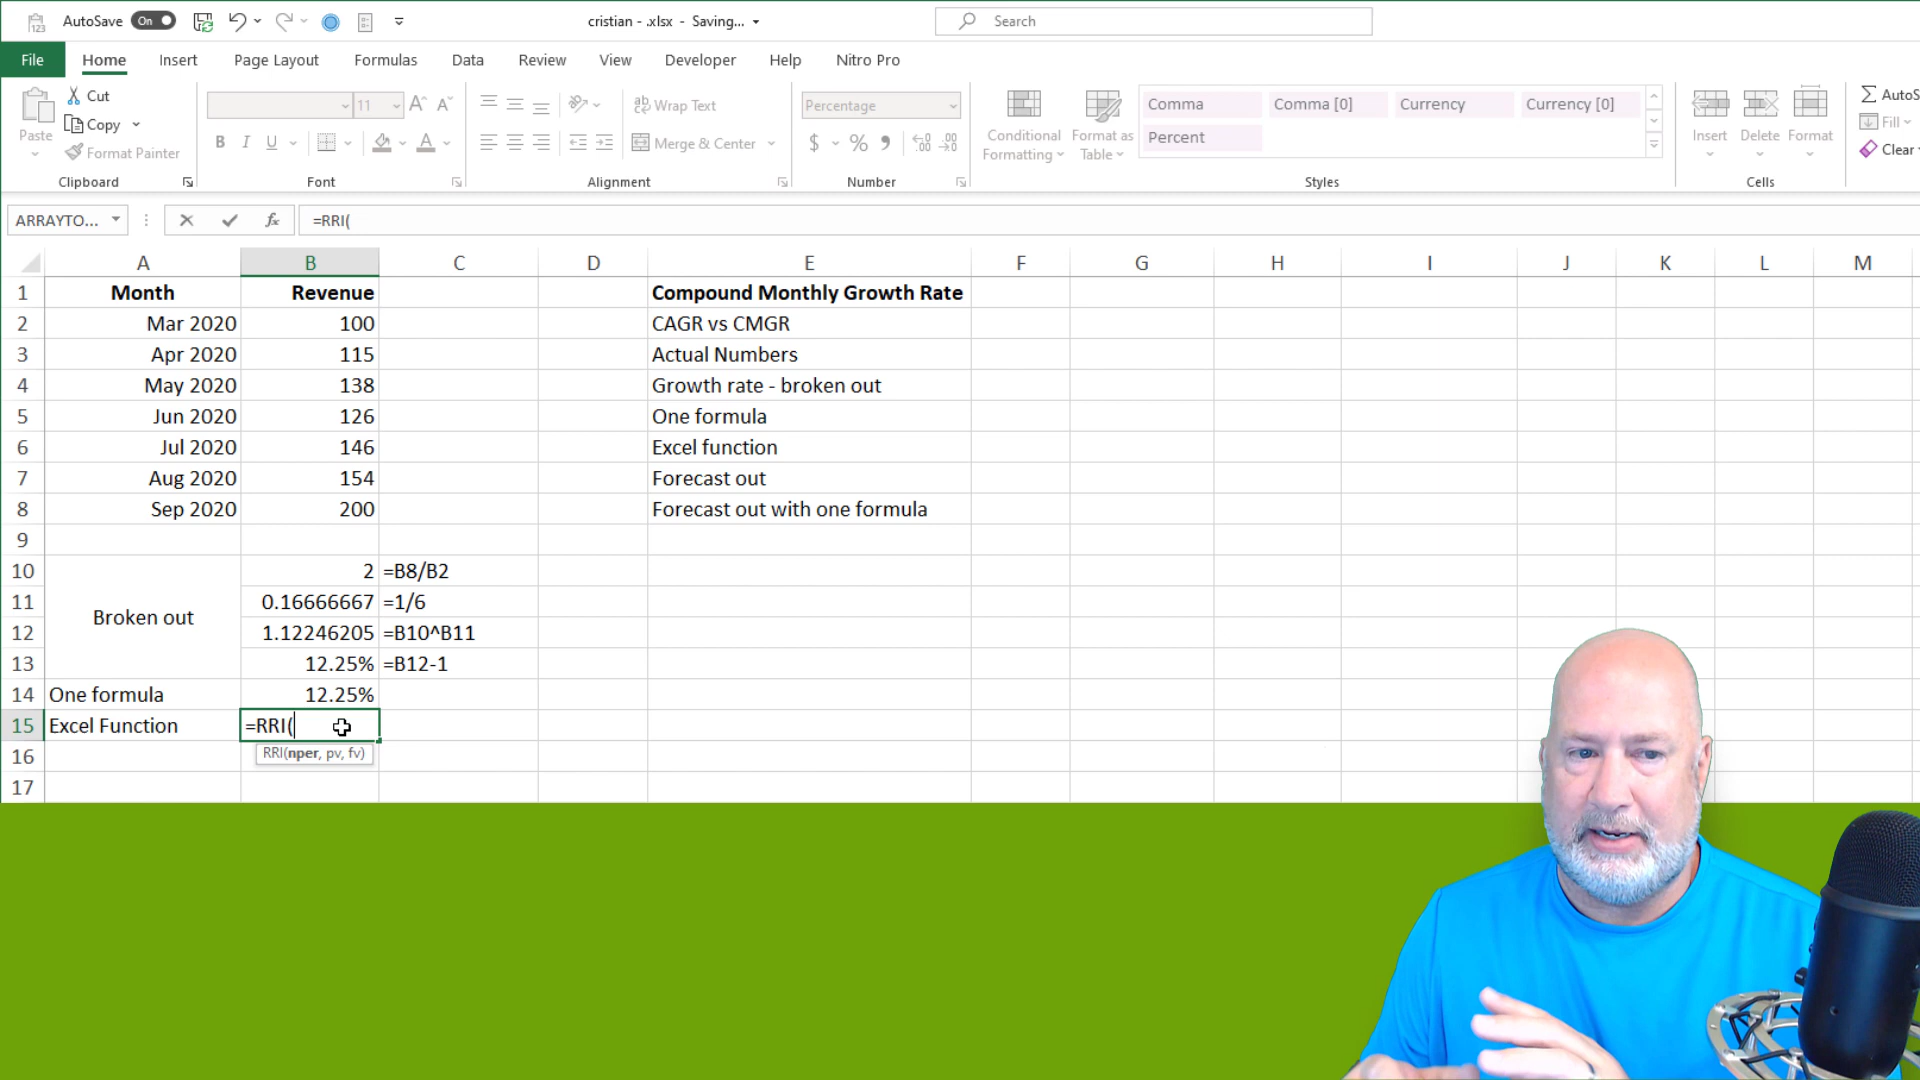 AutoSave On cristian - .xlsx - Saving... Search
File Home Insert Page Layout Formulas Data Review View Developer Help Nitro Pro
Paste Cut Copy Format Painter
Clipboard
11
B I U
Font
ab Wrap Text
Merge & Center
Alignment
Percentage
$ % ,
Number
Conditional Formatting
Format as Table
Comma Comma [0] Currency Currency [0]
Percent
Styles
Insert Delete Format
Cells
Σ AutoS
Fill
Clear
ARRAYTO... fx =RRI(
A B C D E F G H I J K L M
1 Month Revenue Compound Monthly Growth Rate
2 Mar 2020 100 CAGR vs CMGR
3 Apr 2020 115 Actual Numbers
4 May 2020 138 Growth rate - broken out
5 Jun 2020 126 One formula
6 Jul 2020 146 Excel function
7 Aug 2020 154 Forecast out
8 Sep 2020 200 Forecast out with one formula
9
10 2 =B8/B2
11 0.16666667 =1/6
Broken out
12 1.12246205 =B10^B11
13 12.25% =B12-1
14 One formula 12.25%
15 Excel Function =RRI(
RRI(nper, pv, fv)
16
17